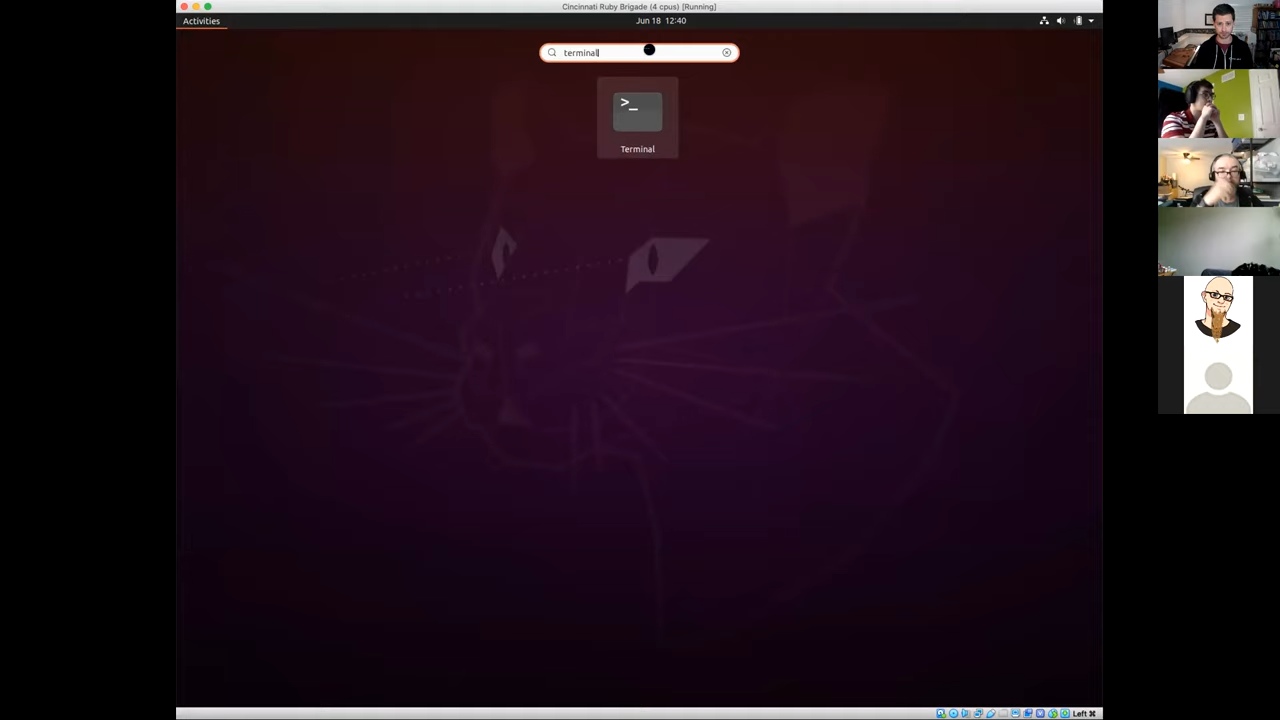 Cincinnati Ruby Brigade (4 cpus) [Running]
Activities
Jun 18 12:40
terminal
>_
Terminal
Left ⌘